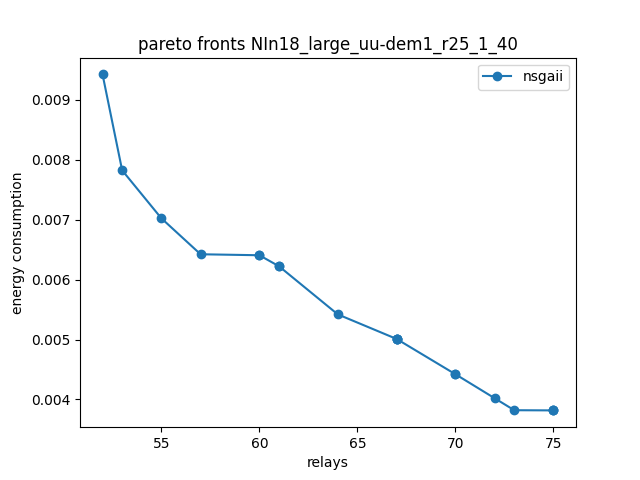 pareto fronts NIn18_large_uu-dem1_r25_1_40
nsgaii
energy consumption
0.009
0.008
0.007
0.006
0.005
0.004
55 60 65 70 75
relays